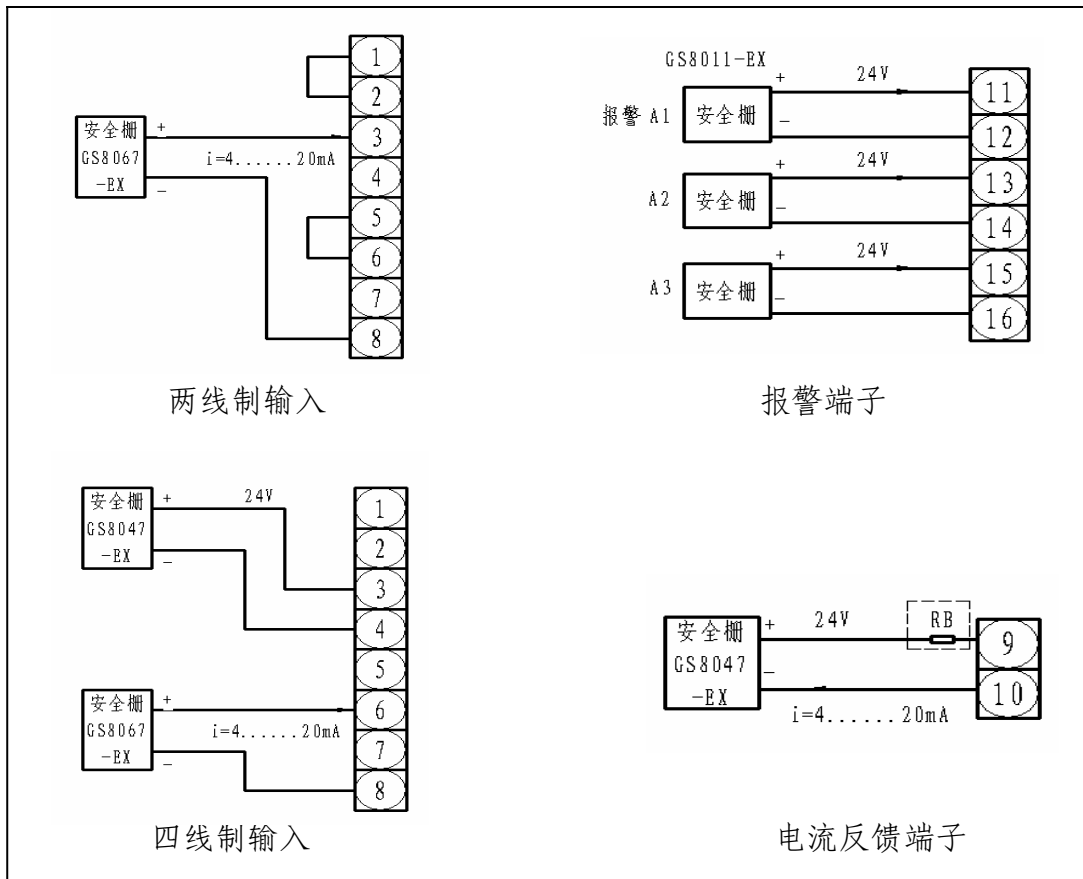 1
2
安全栅
GS8067
-EX
+
−
i=4......20mA
3
4
5
6
7
8
两线制输入
GS8011-EX
报警 A1
安全栅
+
−
24V
11
12
A2
安全栅
+
−
24V
13
14
A3
安全栅
+
−
24V
15
16
报警端子
安全栅
GS8047
-EX
+
−
24V
1
2
3
4
5
安全栅
GS8067
-EX
+
−
i=4......20mA
6
7
8
四线制输入
安全栅
GS8047
-EX
+
−
24V
RB
9
10
i=4......20mA
电流反馈端子